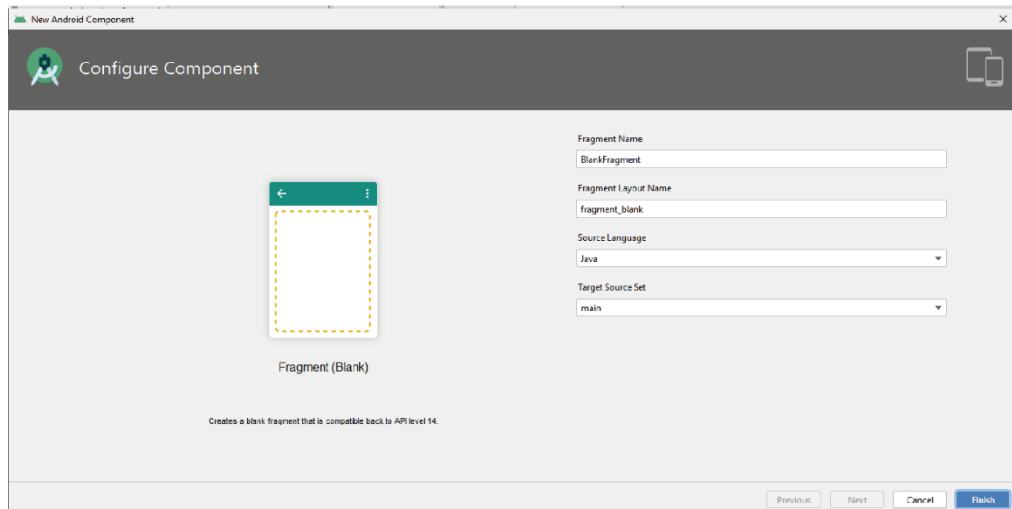 New Android Component
Configure Component
Fragment Name
BlankFragment
Fragment Layout Name
fragment_blank
Source Language
Java
Target Source Set
main
Fragment (Blank)
Creates a blank fragment that is compatible back to API level 14.
Previous
Next
Cancel
Finish